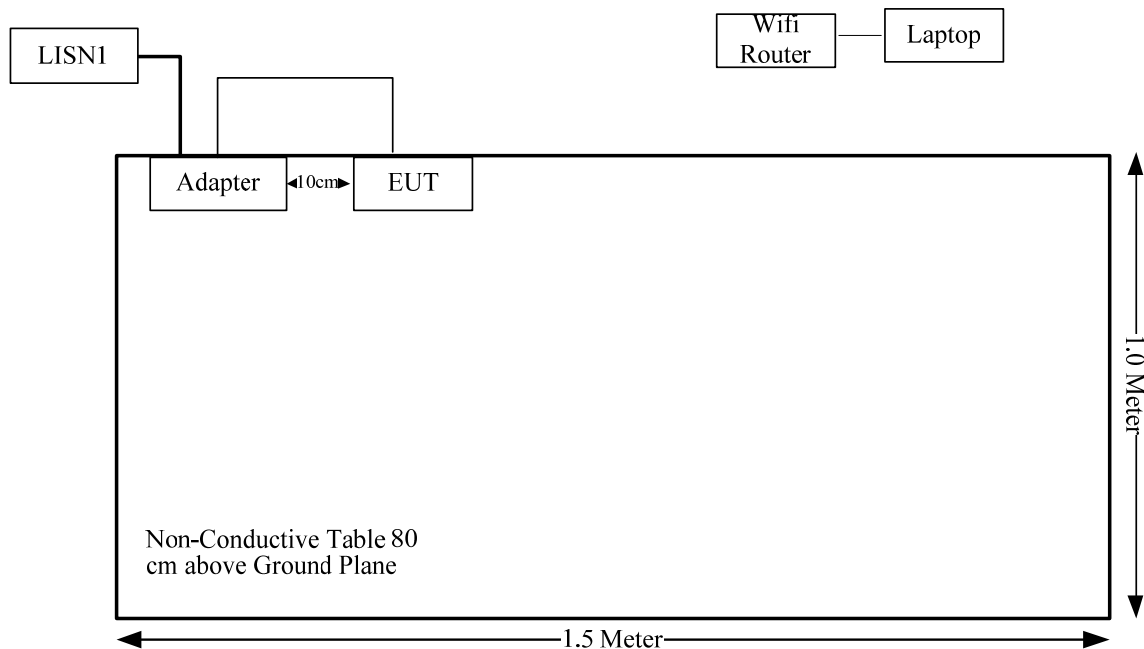 LISN1
Wifi
Router
Laptop
Adapter
10cm
EUT
1.0 Meter
Non-Conductive Table 80
cm above Ground Plane
1.5 Meter